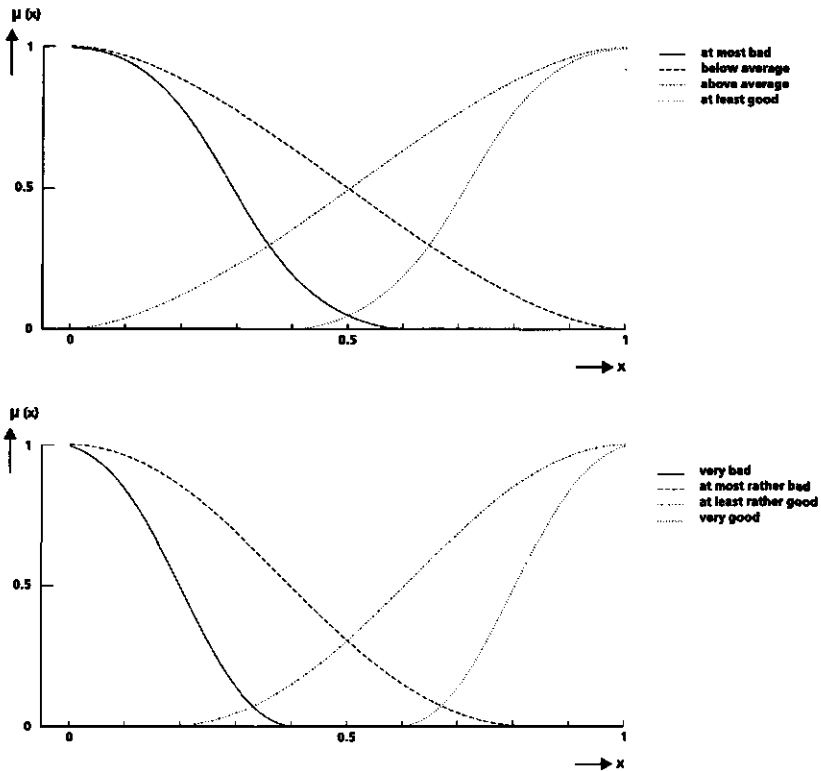 μ (x)
1
0.5
0
0
0.5
1
x
at most bad
below average
above average
at least good
μ (x)
1
0.5
0
0
0.5
1
x
very bad
at most rather bad
at least rather good
very good